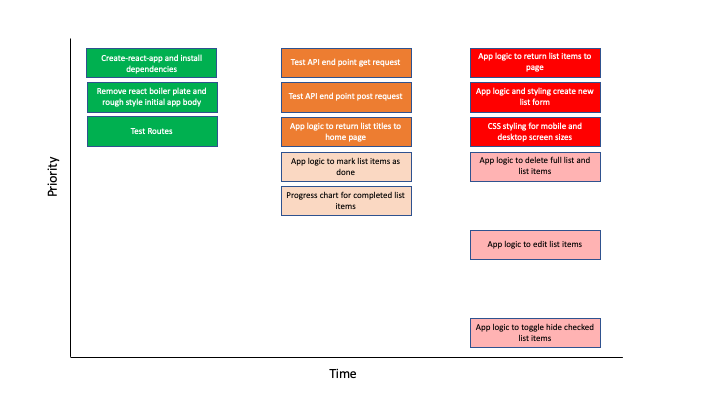 Create-react-app and install
dependencies
Remove react boiler plate and
rough style initial app body
Test Routes
Test API end point get request
Test API end point post request
App logic to return list titles to
home page
App logic to mark list items as
done
Progress chart for completed list
items
App logic to return list items to
page
App logic and styling create new
list form
CSS styling for mobile and
desktop screen sizes
App logic to delete full list and
list items
App logic to edit list items
App logic to toggle hide checked
list items
Priority
Time